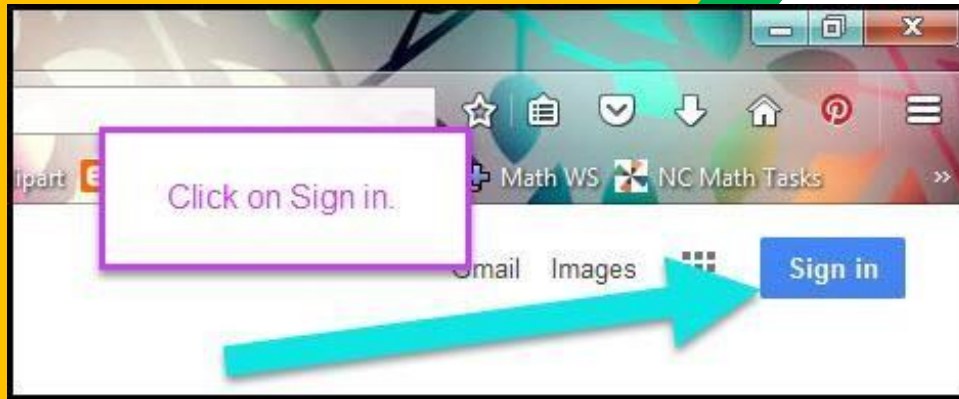 ipart
Math WS NC Math Tasks »
Click on Sign in.
Gmail Images Sign in